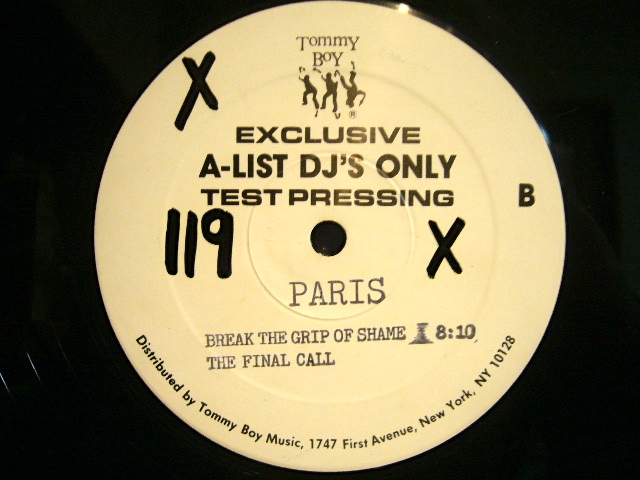 Tommy
Boy
®
X
EXCLUSIVE
A-LIST DJ'S ONLY
TEST PRESSING
B
119
X
PARIS
BREAK THE GRIP OF SHAME 8:10
THE FINAL CALL
Distributed by Tommy Boy Music, 1747 First Avenue, New York, NY 10128